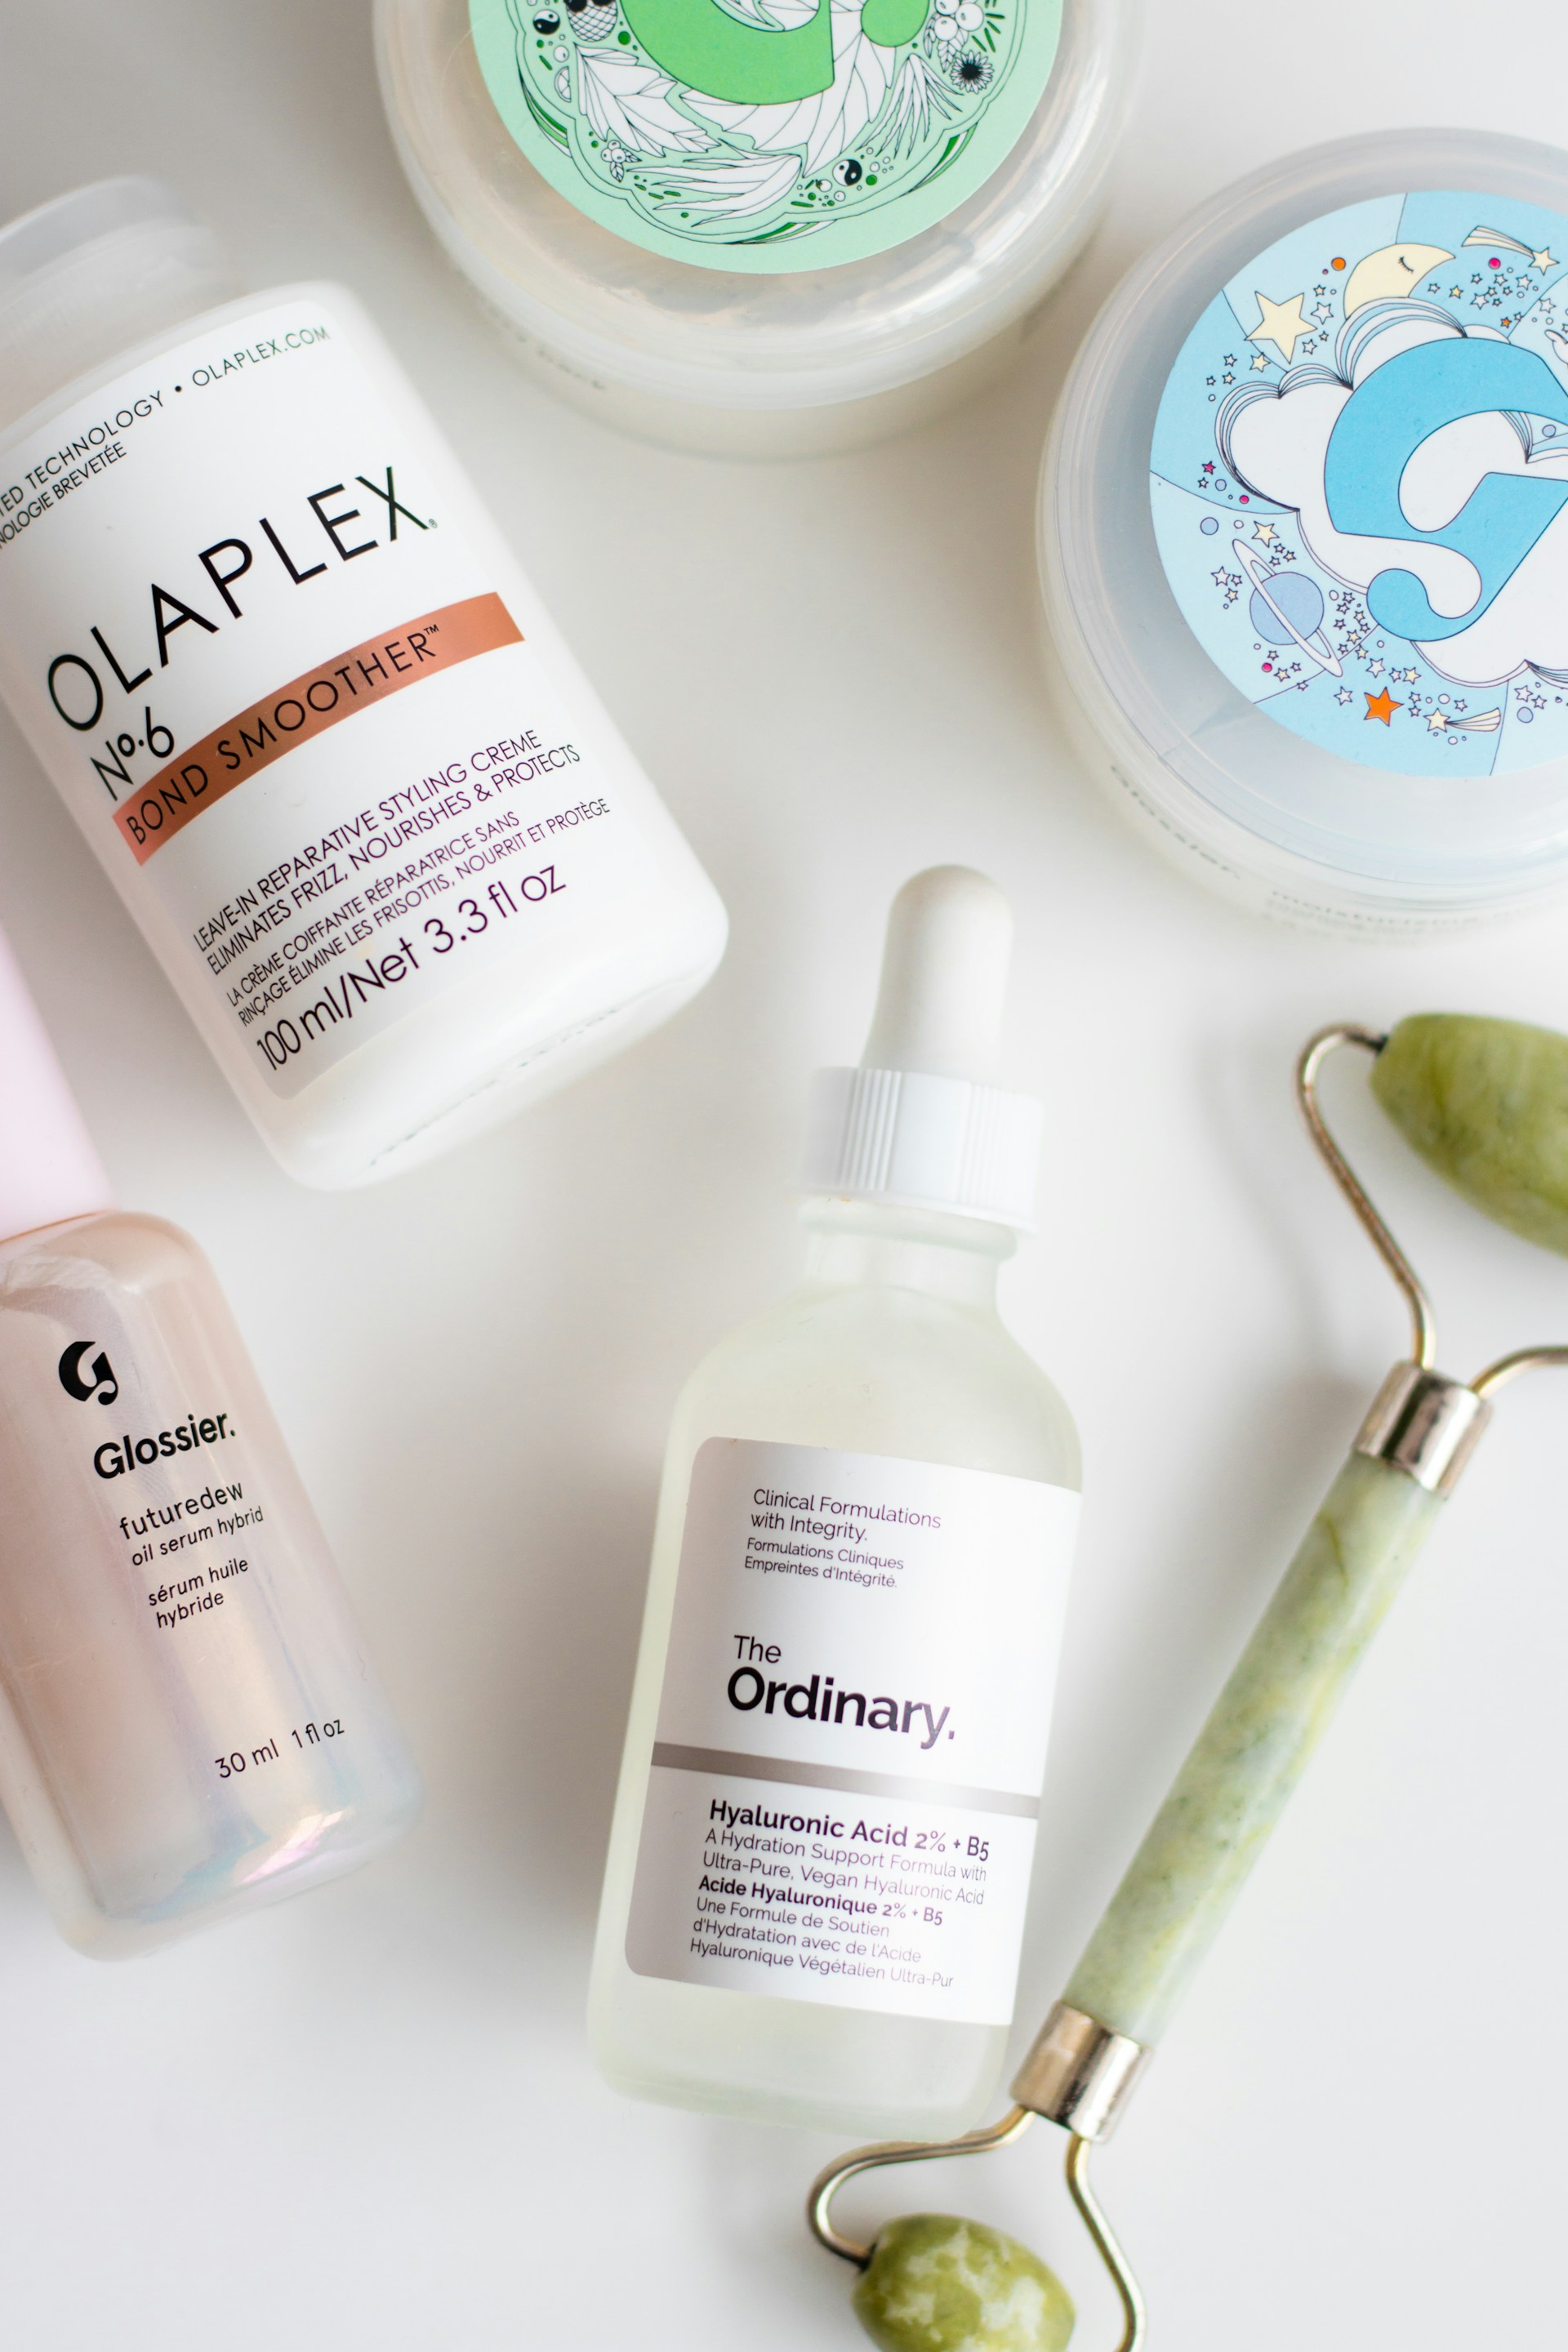 TED TECHNOLOGY • OLAPLEX.COM
NOLOGIE BREVETÉE
OLAPLEX®
Nº.6
BOND SMOOTHER™
LEAVE-IN REPARATIVE STYLING CREME
ELIMINATES FRIZZ, NOURISHES & PROTECTS
LA CRÈME COIFFANTE RÉPARATRICE SANS
RINÇAGE ÉLIMINE LES FRISOTTIS, NOURRIT ET PROTÈGE
100 ml/Net 3.3 fl oz
G
Glossier.
G
Glossier.
futuredew
oil serum hybrid
sérum huile
hybride
30 ml 1 fl oz
Clinical Formulations
with Integrity.
Formulations Cliniques
Empreintes d'Intégrité.
The
Ordinary.
Hyaluronic Acid 2% + B5
A Hydration Support Formula with
Ultra-Pure, Vegan Hyaluronic Acid
Acide Hyaluronique 2% + B5
Une Formule de Soutien
d'Hydratation avec de l'Acide
Hyaluronique Végétalien Ultra-Pur